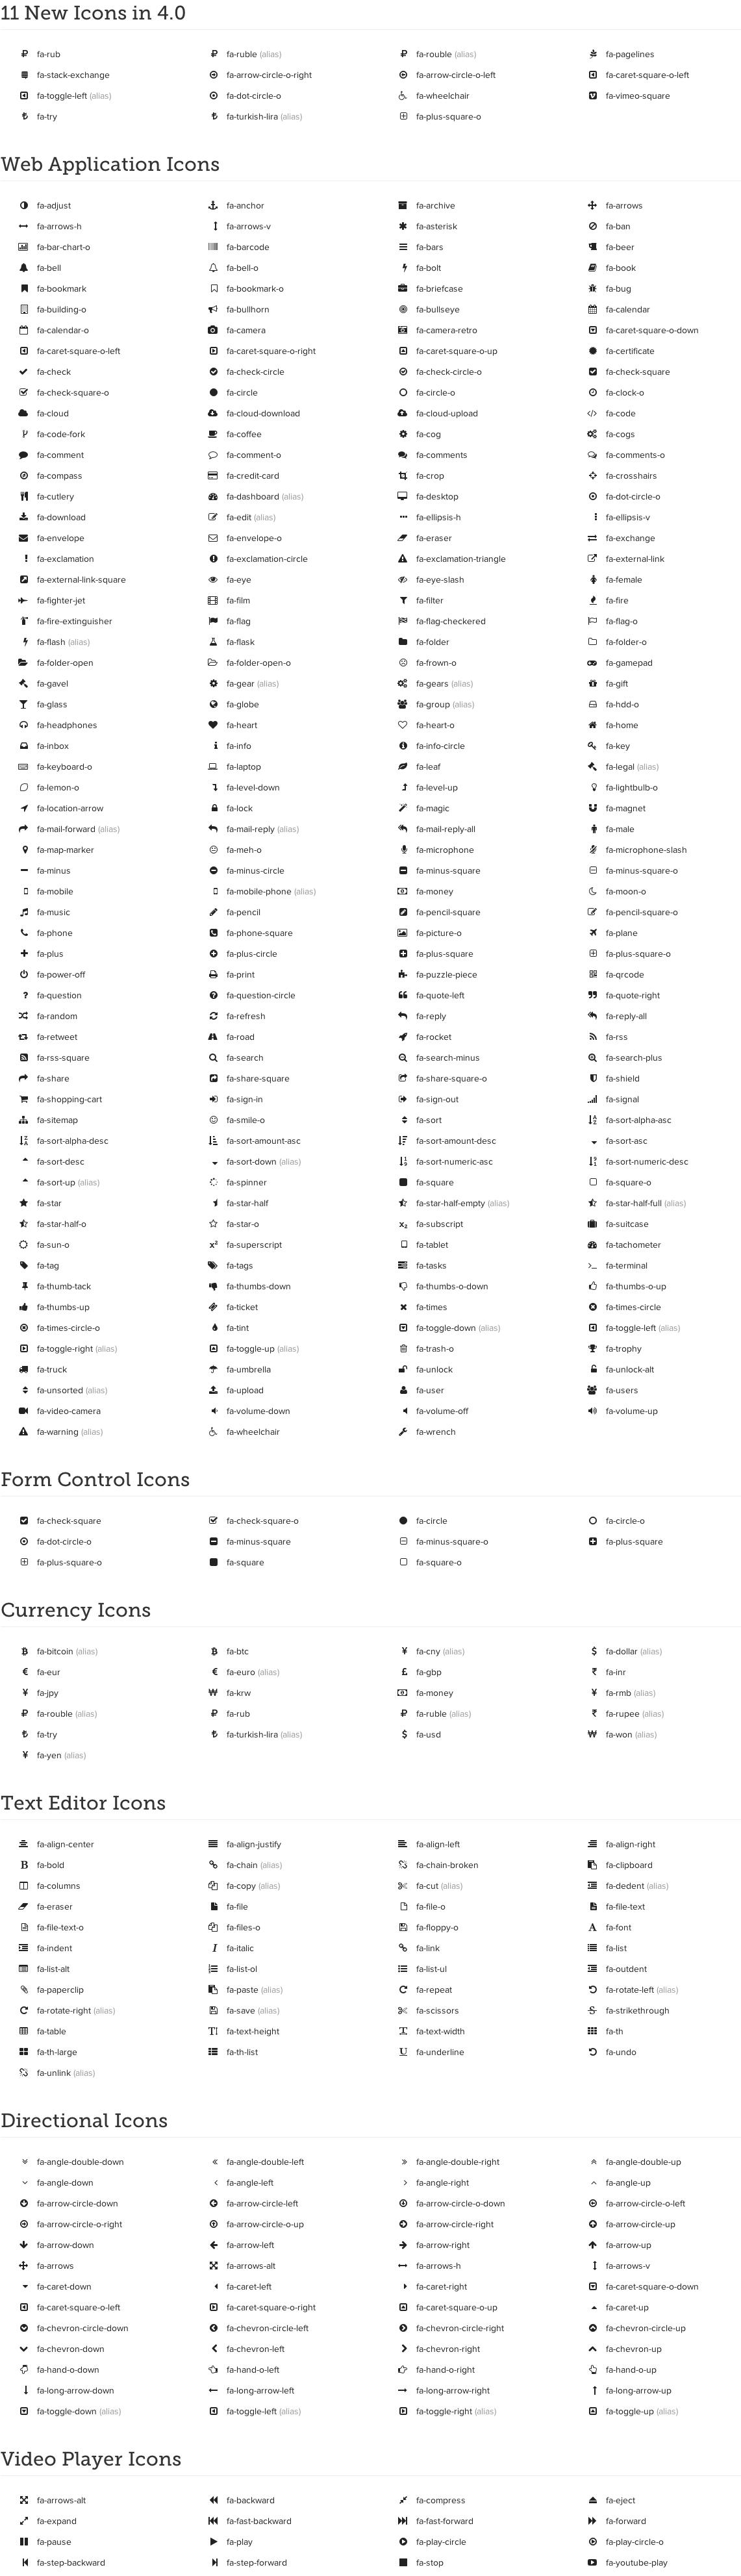 11 New Icons in 4.0
fa-rub fa-ruble (alias) fa-rouble (alias) fa-pagelines
fa-stack-exchange fa-arrow-circle-o-right fa-arrow-circle-o-left fa-caret-square-o-left
fa-toggle-left (alias) fa-dot-circle-o fa-wheelchair fa-vimeo-square
fa-try fa-turkish-lira (alias) fa-plus-square-o
Web Application Icons
fa-adjust fa-anchor fa-archive fa-arrows
fa-arrows-h fa-arrows-v fa-asterisk fa-ban
fa-bar-chart-o fa-barcode fa-bars fa-beer
fa-bell fa-bell-o fa-bolt fa-book
fa-bookmark fa-bookmark-o fa-briefcase fa-bug
fa-building-o fa-bullhorn fa-bullseye fa-calendar
fa-calendar-o fa-camera fa-camera-retro fa-caret-square-o-down
fa-caret-square-o-left fa-caret-square-o-right fa-caret-square-o-up fa-certificate
fa-check fa-check-circle fa-check-circle-o fa-check-square
fa-check-square-o fa-circle fa-circle-o fa-clock-o
fa-cloud fa-cloud-download fa-cloud-upload fa-code
fa-code-fork fa-coffee fa-cog fa-cogs
fa-comment fa-comment-o fa-comments fa-comments-o
fa-compass fa-credit-card fa-crop fa-crosshairs
fa-cutlery fa-dashboard (alias) fa-desktop fa-dot-circle-o
fa-download fa-edit (alias) fa-ellipsis-h fa-ellipsis-v
fa-envelope fa-envelope-o fa-eraser fa-exchange
fa-exclamation fa-exclamation-circle fa-exclamation-triangle fa-external-link
fa-external-link-square fa-eye fa-eye-slash fa-female
fa-fighter-jet fa-film fa-filter fa-fire
fa-fire-extinguisher fa-flag fa-flag-checkered fa-flag-o
fa-flash (alias) fa-flask fa-folder fa-folder-o
fa-folder-open fa-folder-open-o fa-frown-o fa-gamepad
fa-gavel fa-gear (alias) fa-gears (alias) fa-gift
fa-glass fa-globe fa-group (alias) fa-hdd-o
fa-headphones fa-heart fa-heart-o fa-home
fa-inbox fa-info fa-info-circle fa-key
fa-keyboard-o fa-laptop fa-leaf fa-legal (alias)
fa-lemon-o fa-level-down fa-level-up fa-lightbulb-o
fa-location-arrow fa-lock fa-magic fa-magnet
fa-mail-forward (alias) fa-mail-reply (alias) fa-mail-reply-all fa-male
fa-map-marker fa-meh-o fa-microphone fa-microphone-slash
fa-minus fa-minus-circle fa-minus-square fa-minus-square-o
fa-mobile fa-mobile-phone (alias) fa-money fa-moon-o
fa-music fa-pencil fa-pencil-square fa-pencil-square-o
fa-phone fa-phone-square fa-picture-o fa-plane
fa-plus fa-plus-circle fa-plus-square fa-plus-square-o
fa-power-off fa-print fa-puzzle-piece fa-qrcode
fa-question fa-question-circle fa-quote-left fa-quote-right
fa-random fa-refresh fa-reply fa-reply-all
fa-retweet fa-road fa-rocket fa-rss
fa-rss-square fa-search fa-search-minus fa-search-plus
fa-share fa-share-square fa-share-square-o fa-shield
fa-shopping-cart fa-sign-in fa-sign-out fa-signal
fa-sitemap fa-smile-o fa-sort fa-sort-alpha-asc
fa-sort-alpha-desc fa-sort-amount-asc fa-sort-amount-desc fa-sort-asc
fa-sort-desc fa-sort-down (alias) fa-sort-numeric-asc fa-sort-numeric-desc
fa-sort-up (alias) fa-spinner fa-square fa-square-o
fa-star fa-star-half fa-star-half-empty (alias) fa-star-half-full (alias)
fa-star-half-o fa-star-o fa-subscript fa-suitcase
fa-sun-o fa-superscript fa-tablet fa-tachometer
fa-tag fa-tags fa-tasks fa-terminal
fa-thumb-tack fa-thumbs-down fa-thumbs-o-down fa-thumbs-o-up
fa-thumbs-up fa-ticket fa-times fa-times-circle
fa-times-circle-o fa-tint fa-toggle-down (alias) fa-toggle-left (alias)
fa-toggle-right (alias) fa-toggle-up (alias) fa-trash-o fa-trophy
fa-truck fa-umbrella fa-unlock fa-unlock-alt
fa-unsorted (alias) fa-upload fa-user fa-users
fa-video-camera fa-volume-down fa-volume-off fa-volume-up
fa-warning (alias) fa-wheelchair fa-wrench
Form Control Icons
fa-check-square fa-check-square-o fa-circle fa-circle-o
fa-dot-circle-o fa-minus-square fa-minus-square-o fa-plus-square
fa-plus-square-o fa-square fa-square-o
Currency Icons
fa-bitcoin (alias) fa-btc fa-cny (alias) fa-dollar (alias)
fa-eur fa-euro (alias) fa-gbp fa-inr
fa-jpy fa-krw fa-money fa-rmb (alias)
fa-rouble (alias) fa-rub fa-ruble (alias) fa-rupee (alias)
fa-try fa-turkish-lira (alias) fa-usd fa-won (alias)
fa-yen (alias)
Text Editor Icons
fa-align-center fa-align-justify fa-align-left fa-align-right
fa-bold fa-chain (alias) fa-chain-broken fa-clipboard
fa-columns fa-copy (alias) fa-cut (alias) fa-dedent (alias)
fa-eraser fa-file fa-file-o fa-file-text
fa-file-text-o fa-files-o fa-floppy-o fa-font
fa-indent fa-italic fa-link fa-list
fa-list-alt fa-list-ol fa-list-ul fa-outdent
fa-paperclip fa-paste (alias) fa-repeat fa-rotate-left (alias)
fa-rotate-right (alias) fa-save (alias) fa-scissors fa-strikethrough
fa-table fa-text-height fa-text-width fa-th
fa-th-large fa-th-list fa-underline fa-undo
fa-unlink (alias)
Directional Icons
fa-angle-double-down fa-angle-double-left fa-angle-double-right fa-angle-double-up
fa-angle-down fa-angle-left fa-angle-right fa-angle-up
fa-arrow-circle-down fa-arrow-circle-left fa-arrow-circle-o-down fa-arrow-circle-o-left
fa-arrow-circle-o-right fa-arrow-circle-o-up fa-arrow-circle-right fa-arrow-circle-up
fa-arrow-down fa-arrow-left fa-arrow-right fa-arrow-up
fa-arrows fa-arrows-alt fa-arrows-h fa-arrows-v
fa-caret-down fa-caret-left fa-caret-right fa-caret-square-o-down
fa-caret-square-o-left fa-caret-square-o-right fa-caret-square-o-up fa-caret-up
fa-chevron-circle-down fa-chevron-circle-left fa-chevron-circle-right fa-chevron-circle-up
fa-chevron-down fa-chevron-left fa-chevron-right fa-chevron-up
fa-hand-o-down fa-hand-o-left fa-hand-o-right fa-hand-o-up
fa-long-arrow-down fa-long-arrow-left fa-long-arrow-right fa-long-arrow-up
fa-toggle-down (alias) fa-toggle-left (alias) fa-toggle-right (alias) fa-toggle-up (alias)
Video Player Icons
fa-arrows-alt fa-backward fa-compress fa-eject
fa-expand fa-fast-backward fa-fast-forward fa-forward
fa-pause fa-play fa-play-circle fa-play-circle-o
fa-step-backward fa-step-forward fa-stop fa-youtube-play